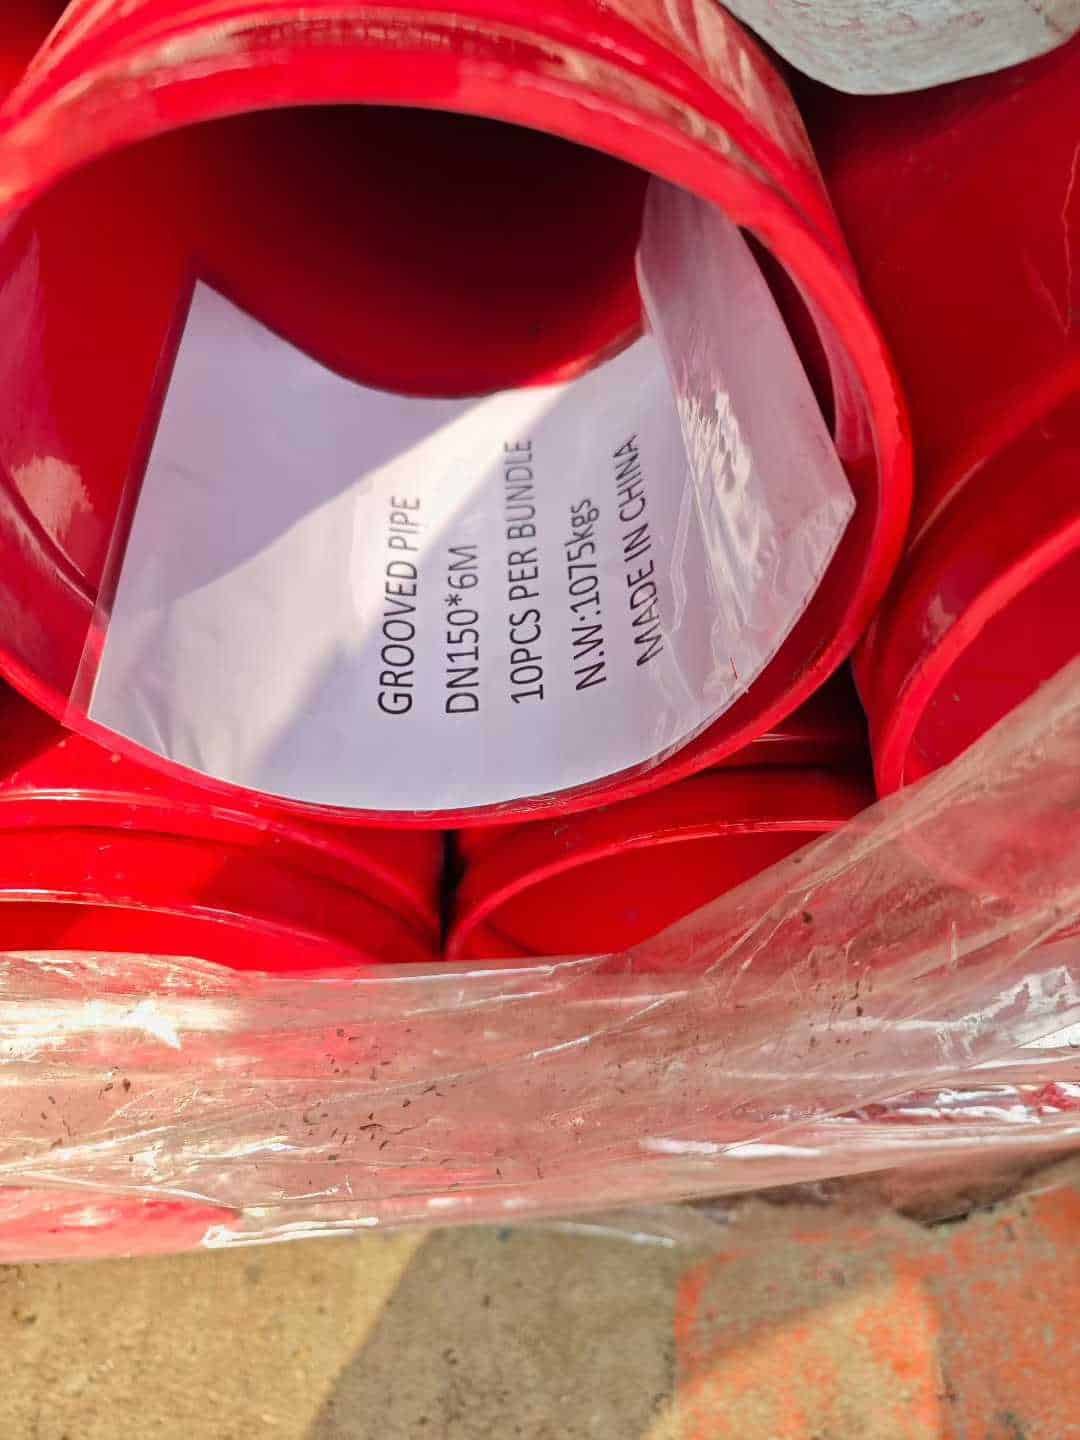 GROOVED PIPE
DN150*6M
10PCS PER BUNDLE
N.W:1075kgs
MADE IN CHINA